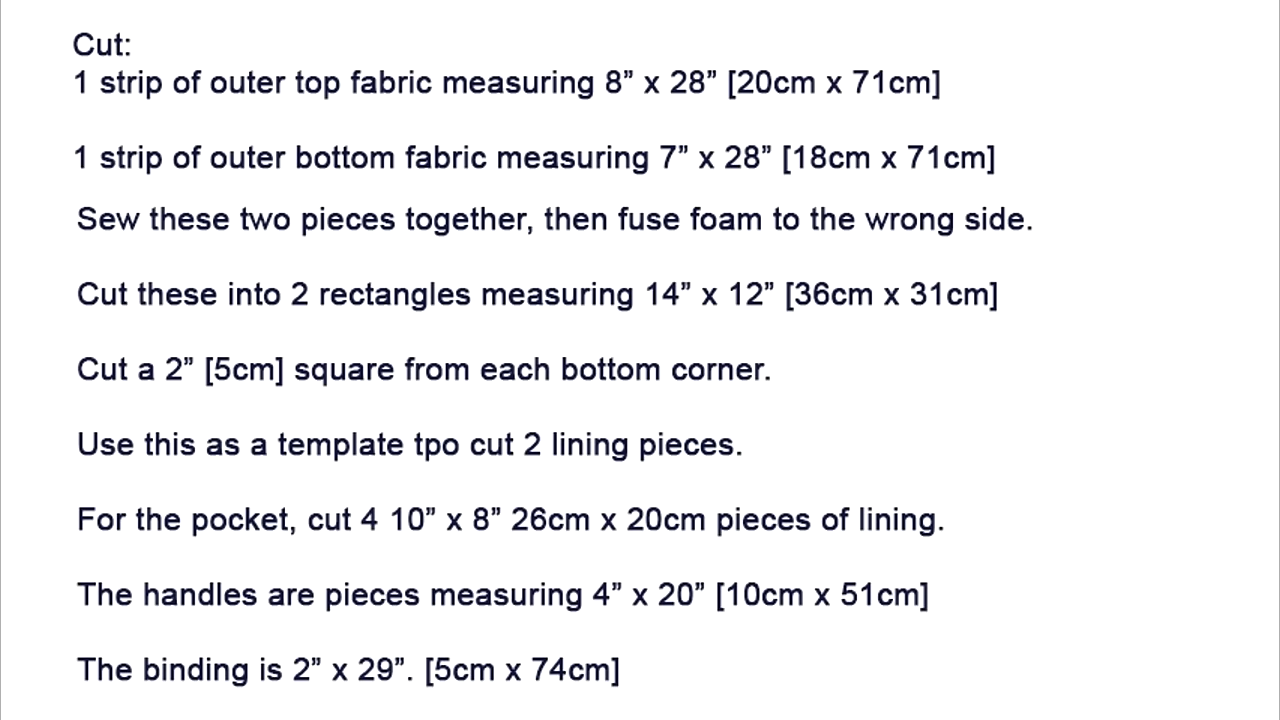 Cut:
1 strip of outer top fabric measuring 8” x 28” [20cm x 71cm]
1 strip of outer bottom fabric measuring 7” x 28” [18cm x 71cm]
Sew these two pieces together, then fuse foam to the wrong side.
Cut these into 2 rectangles measuring 14” x 12” [36cm x 31cm]
Cut a 2” [5cm] square from each bottom corner.
Use this as a template tpo cut 2 lining pieces.
For the pocket, cut 4 10” x 8” 26cm x 20cm pieces of lining.
The handles are pieces measuring 4” x 20” [10cm x 51cm]
The binding is 2” x 29”. [5cm x 74cm]